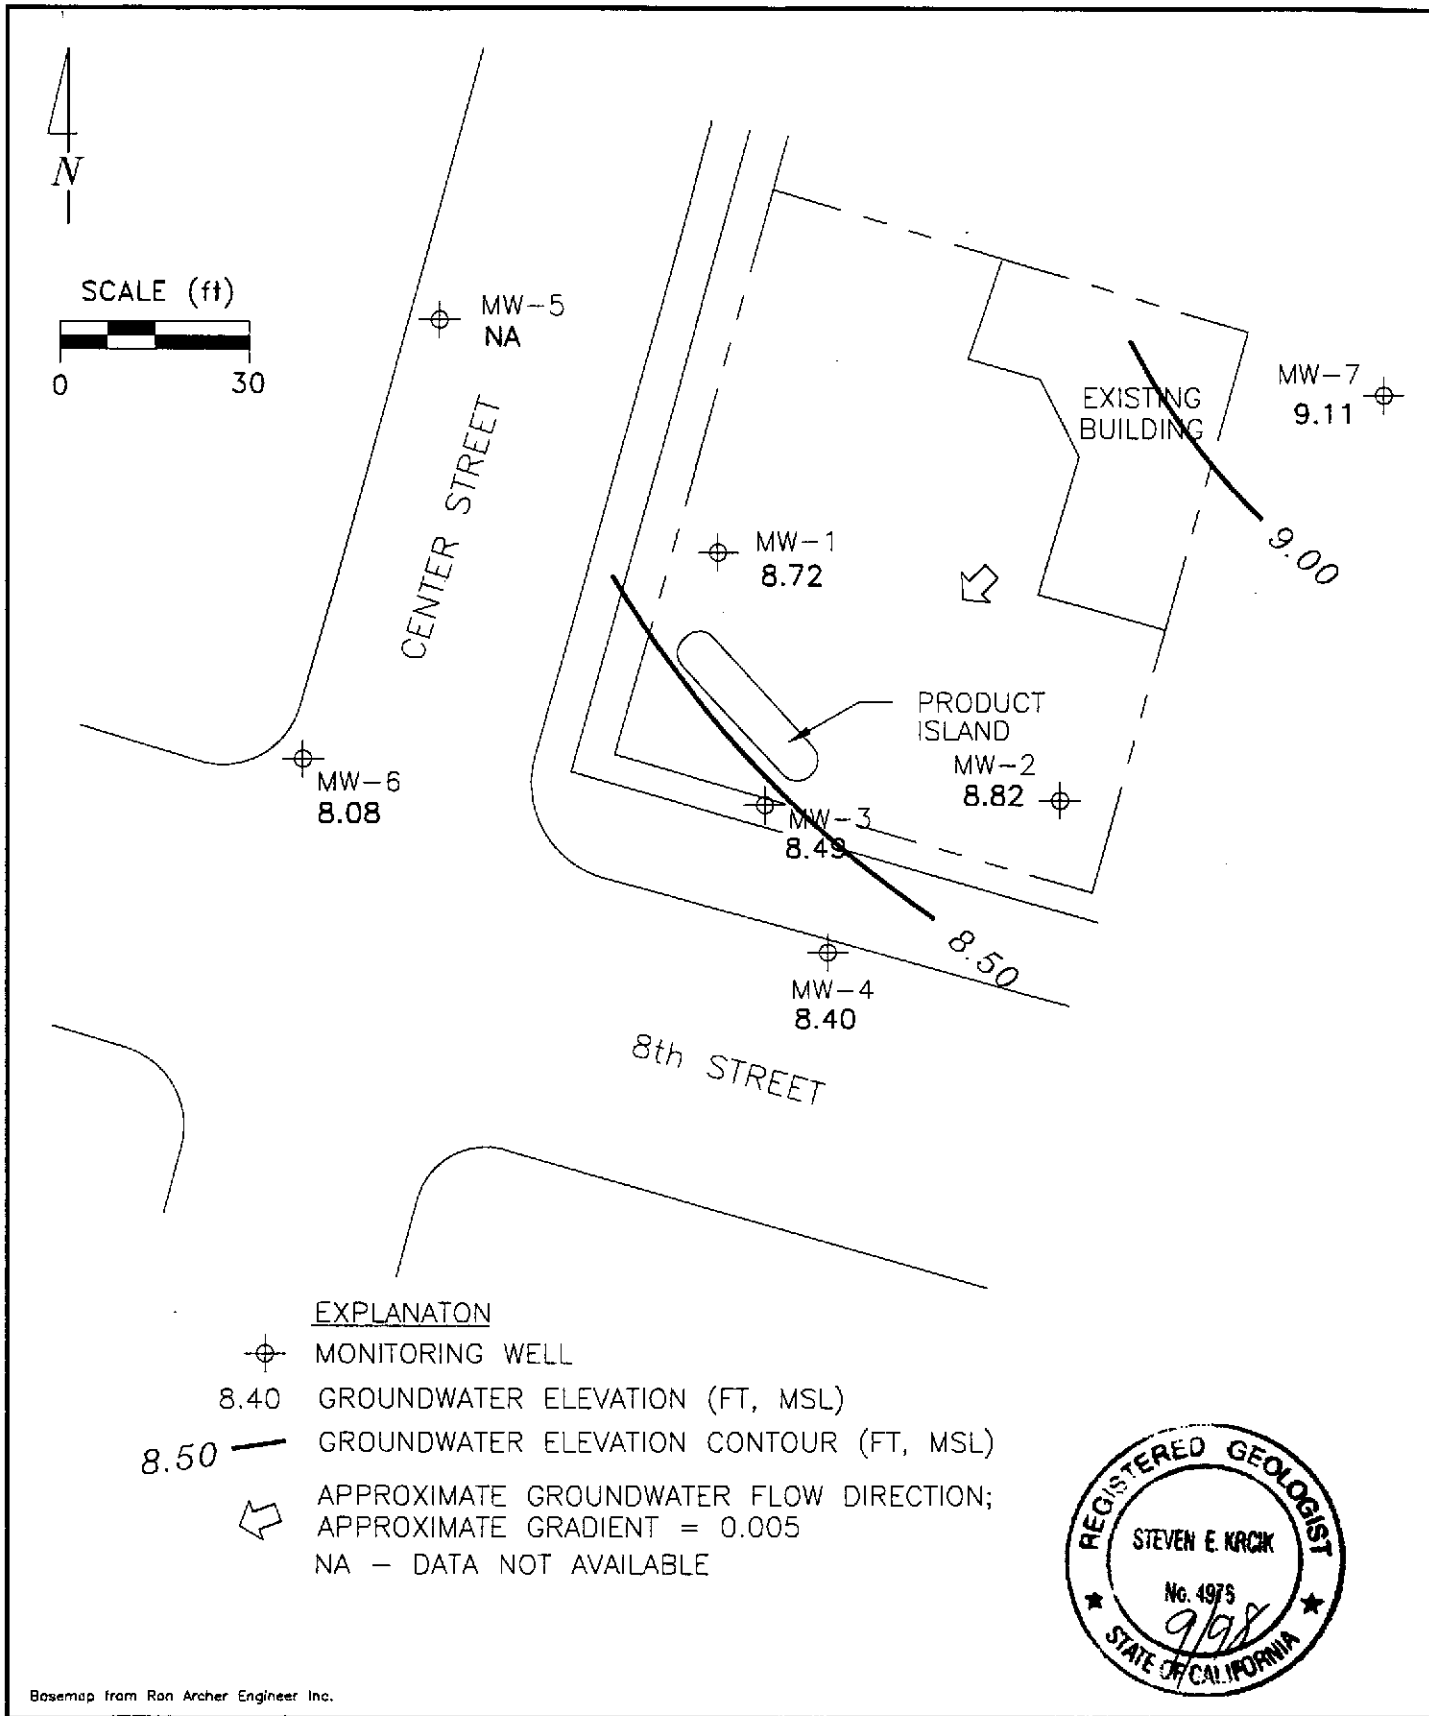 N
SCALE (ft)
0 30
MW-5
NA
CENTER STREET
MW-7
9.11
EXISTING
BUILDING
9.00
MW-1
8.72
PRODUCT
ISLAND
MW-2
8.82
MW-6
8.08
MW-3
8.49
8.50
MW-4
8.40
8th STREET
EXPLANATON
MONITORING WELL
8.40 GROUNDWATER ELEVATION (FT, MSL)
8.50 GROUNDWATER ELEVATION CONTOUR (FT, MSL)
APPROXIMATE GROUNDWATER FLOW DIRECTION;
APPROXIMATE GRADIENT = 0.005
NA – DATA NOT AVAILABLE
REGISTERED GEOLOGIST
STEVEN E. KRCIK
No. 4976
9/98
STATE OF CALIFORNIA
Basemap from Ron Archer Engineer Inc.